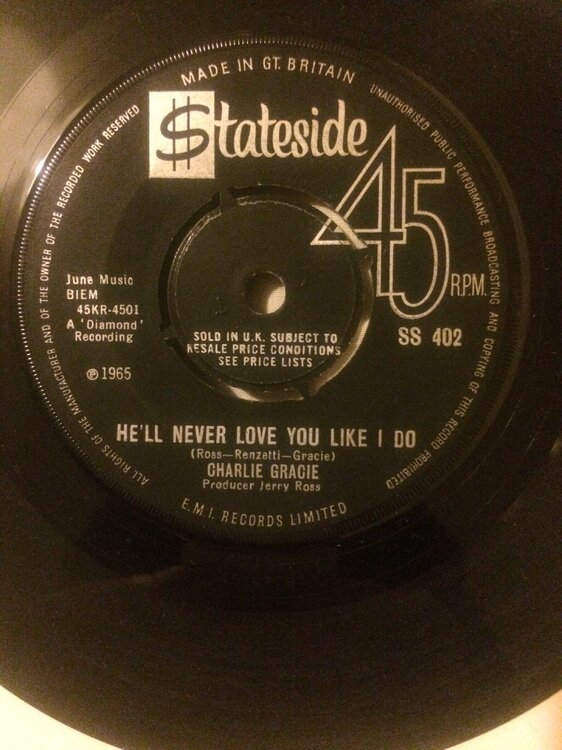 MADE IN GT. BRITAIN
UNAUTHORISED PUBLIC PERFORMANCE BROADCASTING AND COPYING OF THIS RECORD PROHIBITED
ALL RIGHTS OF THE MANUFACTURER AND OF THE OWNER OF THE RECORDED WORK RESERVED
$tateside
45
R.P.M.
June Music
BIEM
45KR-4501
A 'Diamond'
Recording
SS 402
SOLD IN U.K. SUBJECT TO
RESALE PRICE CONDITIONS
SEE PRICE LISTS
℗ 1965
HE'LL NEVER LOVE YOU LIKE I DO
(Ross—Renzetti—Gracie)
CHARLIE GRACIE
Producer Jerry Ross
E.M.I. RECORDS LIMITED